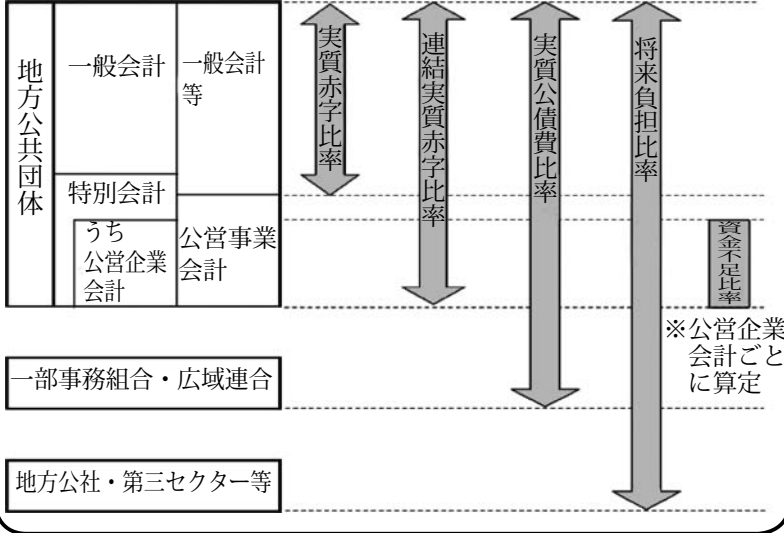 地方公共団体
一般会計
一般会計
等
特別会計
うち
公営企業
会計
公営事業
会計
実質赤字比率
連結実質赤字比率
実質公債費比率
将来負担比率
資金不足比率
※公営企業
会計ごと
に算定
一部事務組合・広域連合
地方公社・第三セクター等